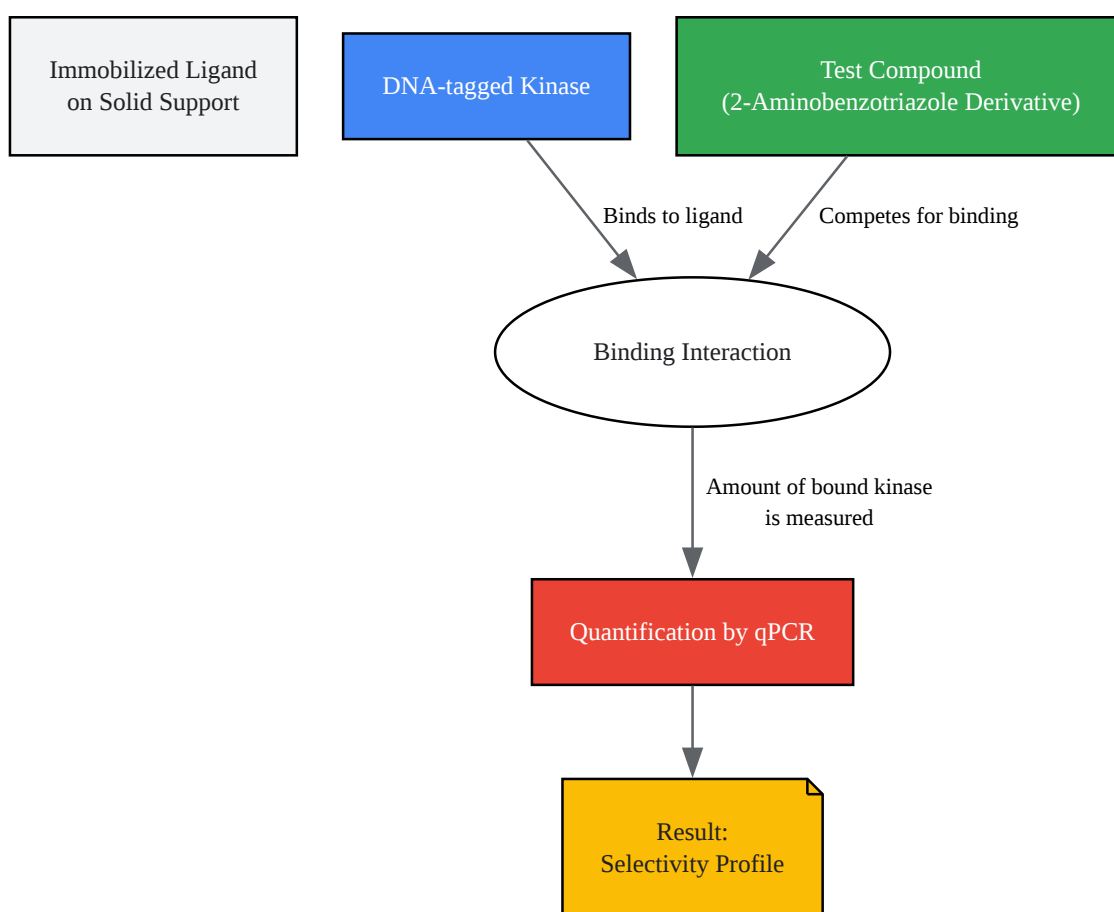 Immobilized Ligand
on Solid Support
DNA-tagged Kinase
Test Compound
(2-Aminobenzotriazole Derivative)
Binds to ligand
Competes for binding
Binding Interaction
Amount of bound kinase
is measured
Quantification by qPCR
Result:
Selectivity Profile